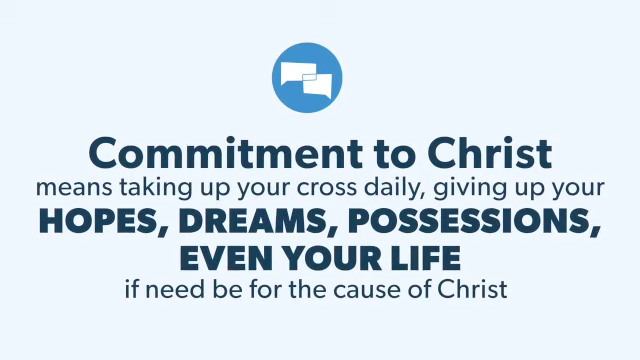 Commitment to Christ
means taking up your cross daily, giving up your
HOPES, DREAMS, POSSESSIONS,
EVEN YOUR LIFE
if need be for the cause of Christ